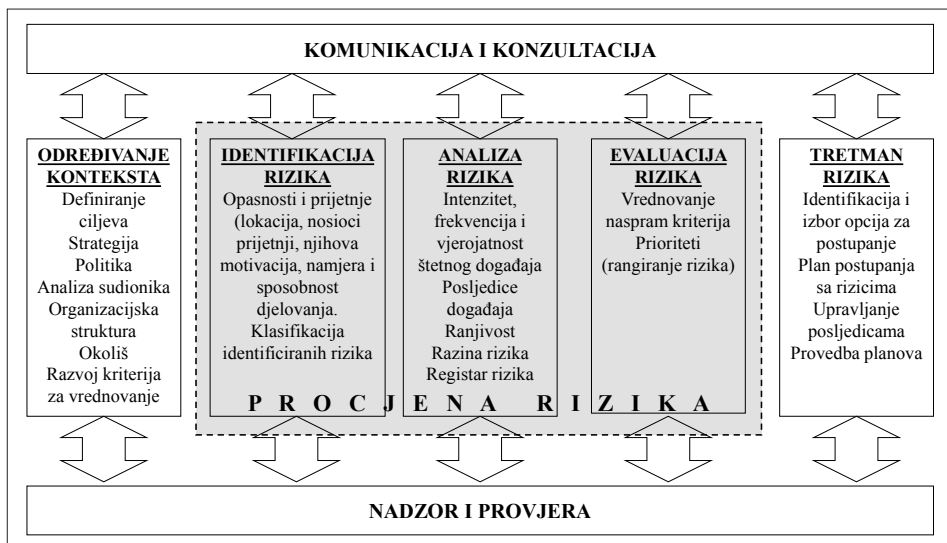 KOMUNIKACIJA I KONZULTACIJA
ODREĐIVANJE
KONTEKSTA
Definiranje
ciljeva
Strategija
Politika
Analiza sudionika
Organizacijska
struktura
Okoliš
Razvoj kriterija
za vrednovanje
IDENTIFIKACIJA
RIZIKA
Opasnosti i prijetnje
(lokacija, nosioci
prijetnji, njihova
motivacija, namjera i
sposobnost
djelovanja.
Klasifikacija
identificiranih rizika
ANALIZA
RIZIKA
Intenzitet,
frekvencija i
vjerojatnost
štetnog događaja
Posljedice
događaja
Ranjivost
Razina rizika
Registar rizika
EVALUACIJA
RIZIKA
Vrednovanje
naspram kriterija
Prioriteti
(rangiranje rizika)
TRETMAN
RIZIKA
Identifikacija i
izbor opcija za
postupanje
Plan postupanja
sa rizicima
Upravljanje
posljedicama
Provedba planova
PROCJENA RIZIKA
NADZOR I PROVJERA